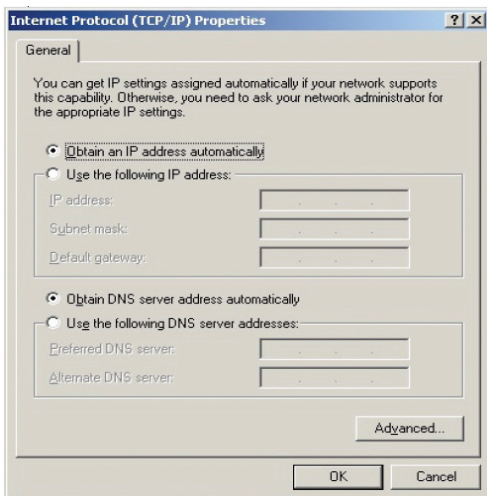 Internet Protocol (TCP/IP) Properties
General
You can get IP settings assigned automatically if your network supports
this capability. Otherwise, you need to ask your network administrator for
the appropriate IP settings.
Obtain an IP address automatically
Use the following IP address:
IP address:
Subnet mask:
Default gateway:
Obtain DNS server address automatically
Use the following DNS server addresses:
Preferred DNS server:
Alternate DNS server:
Advanced...
OK Cancel